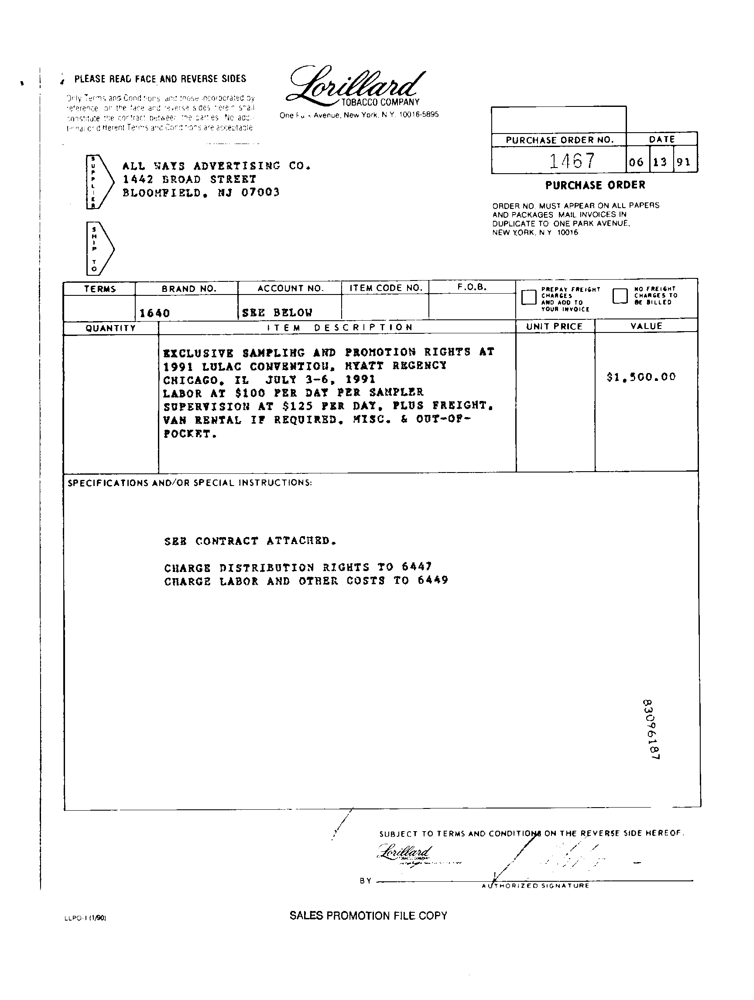 PLEASE READ FACE AND REVERSE SIDES
Only Terms and Conditions, and those incorporated by
reference, on the face and reverse sides herein shall
constitute the contract between the parties. No addi-
tional or different Terms and Conditions are acceptable
Lorillard
TOBACCO COMPANY
One Park Avenue, New York, N.Y. 10016-5895
PURCHASE ORDER NO. DATE
1467 06 13 91
PURCHASE ORDER
ORDER NO. MUST APPEAR ON ALL PAPERS
AND PACKAGES. MAIL INVOICES IN
DUPLICATE TO ONE PARK AVENUE,
NEW YORK, N.Y. 10016
SUPPLIER
ALL WAYS ADVERTISING CO.
1442 BROAD STREET
BLOOMFIELD, NJ 07003
SHIP TO
TERMS BRAND NO. ACCOUNT NO. ITEM CODE NO. F.O.B.
PREPAY FREIGHT
CHARGES
AND ADD TO
YOUR INVOICE
NO FREIGHT
CHARGES TO
BE BILLED
1640 SEE BELOW
QUANTITY ITEM DESCRIPTION UNIT PRICE VALUE
EXCLUSIVE SAMPLING AND PROMOTION RIGHTS AT
1991 LULAC CONVENTION, HYATT REGENCY
CHICAGO, IL JULY 3-6, 1991 $1,500.00
LABOR AT $100 PER DAY PER SAMPLER
SUPERVISION AT $125 PER DAY, PLUS FREIGHT,
VAN RENTAL IF REQUIRED, MISC. & OUT-OF-
POCKET.
SPECIFICATIONS AND/OR SPECIAL INSTRUCTIONS:
SEE CONTRACT ATTACHED.
CHARGE DISTRIBUTION RIGHTS TO 6447
CHARGE LABOR AND OTHER COSTS TO 6449
83096187
SUBJECT TO TERMS AND CONDITIONS ON THE REVERSE SIDE HEREOF.
Lorillard
BY
AUTHORIZED SIGNATURE
LLPO-1 (1/90)
SALES PROMOTION FILE COPY